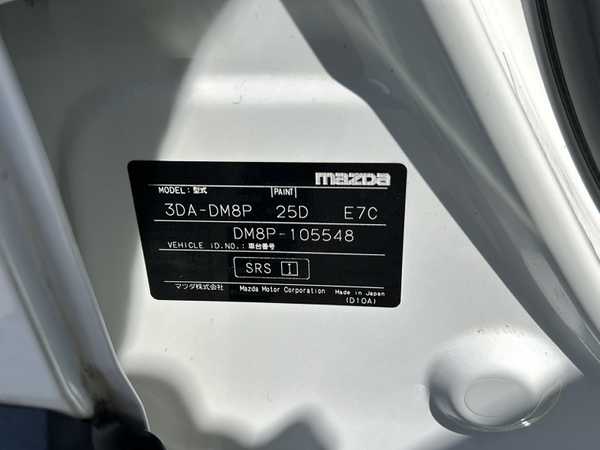 mazda
MODEL: 型式 PAINT
3DA-DM8P 25D E7C
DM8P-105548
VEHICLE ID.NO.: 車台番号
SRS
マツダ株式会社 Mazda Motor Corporation Made in Japan
(D10A)